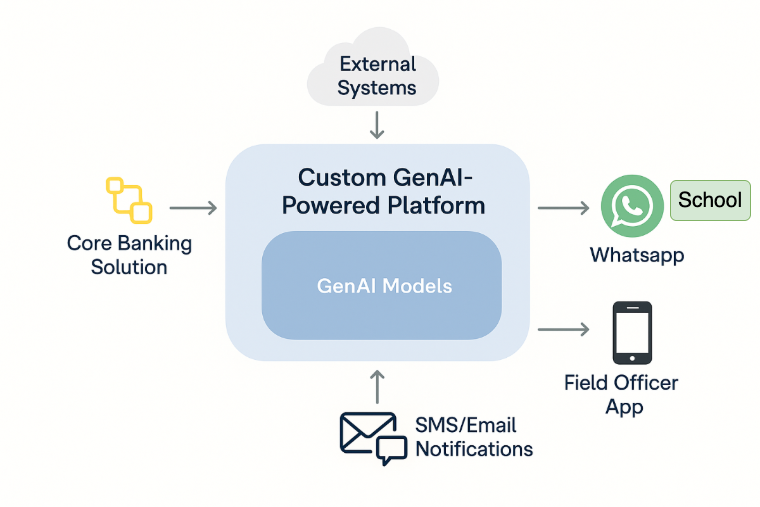 External
Systems
Custom GenAI-
Powered Platform
GenAI Models
Core Banking
Solution
School
Whatsapp
Field Officer
App
SMS/Email
Notifications